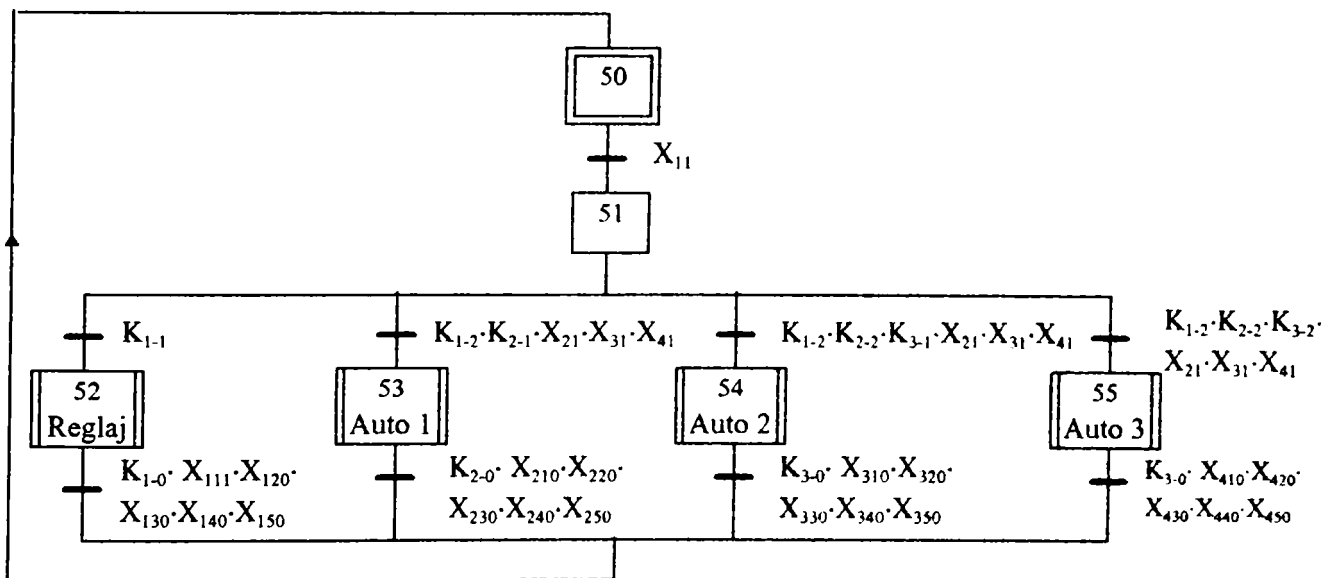 50
X₁₁
51
K₁₋₁
K₁₋₂·K₂₋₁·X₂₁·X₃₁·X₄₁
K₁₋₂·K₂₋₂·K₃₋₁·X₂₁·X₃₁·X₄₁
K₁₋₂·K₂₋₂·K₃₋₂·
X₂₁·X₃₁·X₄₁
52
Reglaj
53
Auto 1
54
Auto 2
55
Auto 3
K₁₋₀· X₁₁₁·X₁₂₀·
X₁₃₀·X₁₄₀·X₁₅₀
K₂₋₀· X₂₁₀·X₂₂₀·
X₂₃₀·X₂₄₀·X₂₅₀
K₃₋₀· X₃₁₀·X₃₂₀·
X₃₃₀·X₃₄₀·X₃₅₀
K₃₋₀· X₄₁₀·X₄₂₀·
X₄₃₀·X₄₄₀·X₄₅₀